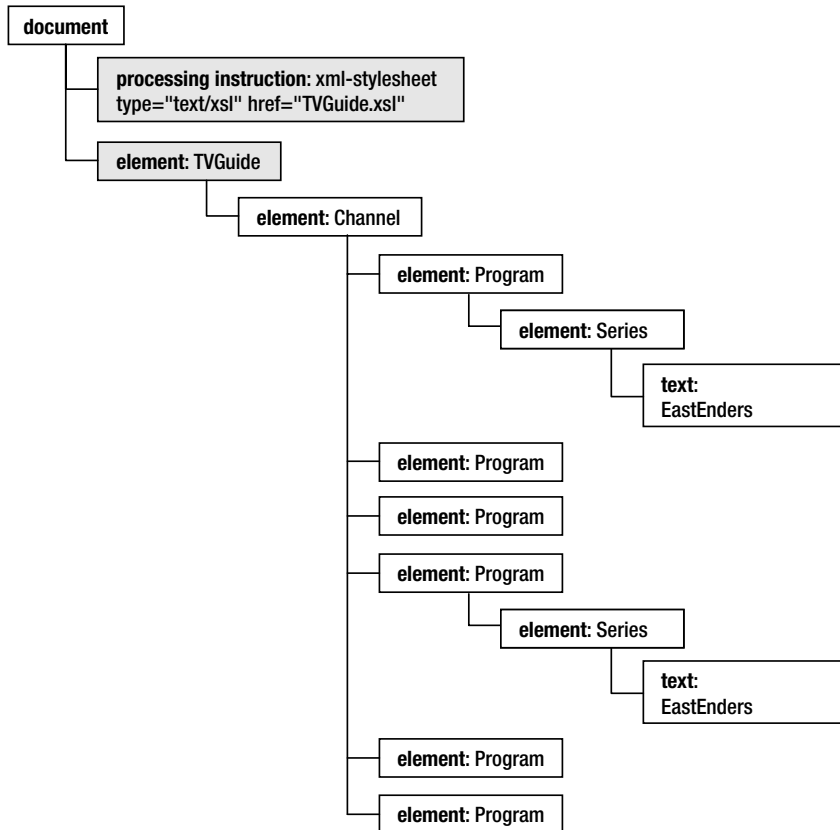 document
processing instruction: xml-stylesheet
type="text/xsl" href="TVGuide.xsl"
element: TVGuide
element: Channel
element: Program
element: Series
text:
EastEnders
element: Program
element: Program
element: Program
element: Series
text:
EastEnders
element: Program
element: Program